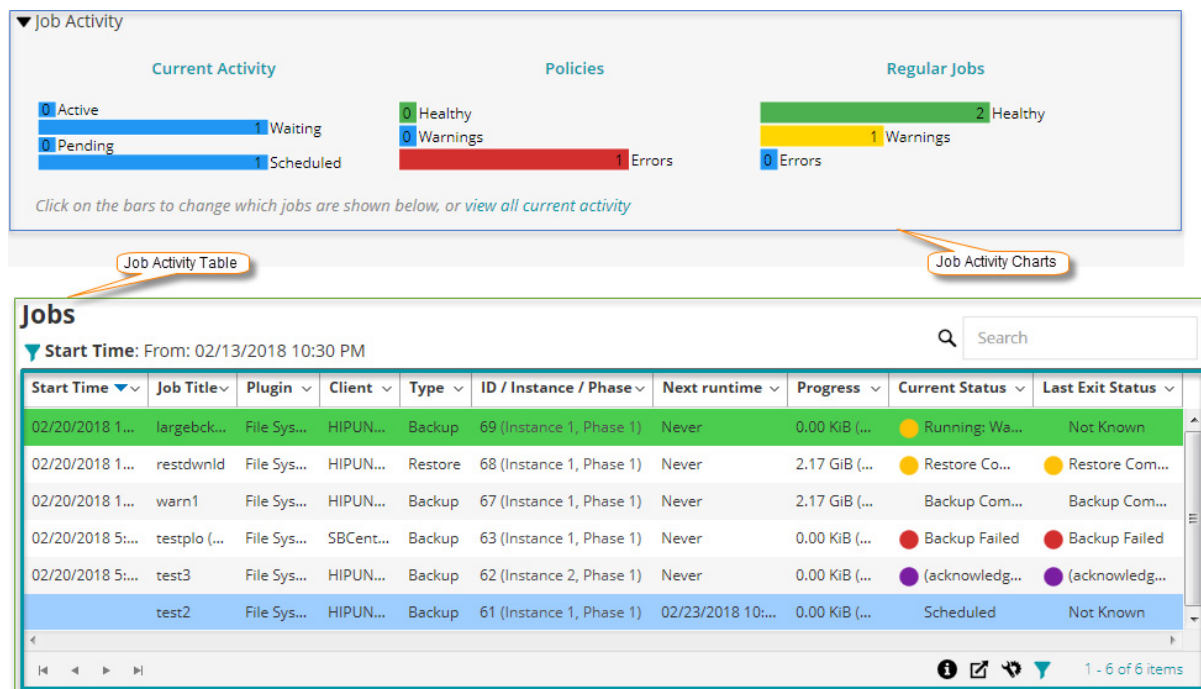 Job Activity
Current Activity
0 Active
1 Waiting
0 Pending
1 Scheduled
Policies
0 Healthy
0 Warnings
1 Errors
Regular Jobs
2 Healthy
1 Warnings
0 Errors
Click on the bars to change which jobs are shown below, or view all current activity
Job Activity Table
Job Activity Charts
Jobs
Search
Start Time: From: 02/13/2018 10:30 PM
Start Time Job Title Plugin Client Type ID / Instance / Phase Next runtime Progress Current Status Last Exit Status
02/20/2018 1... largebck... File Sys... HIPUN... Backup 69 (Instance 1, Phase 1) Never 0.00 KiB (... Running: Wa... Not Known
02/20/2018 1... restdwnld File Sys... HIPUN... Restore 68 (Instance 1, Phase 1) Never 2.17 GiB (... Restore Co... Restore Com...
02/20/2018 1... warn1 File Sys... HIPUN... Backup 67 (Instance 1, Phase 1) Never 2.17 GiB (... Backup Com... Backup Com...
02/20/2018 5:... testplo (... File Sys... SBCent... Backup 63 (Instance 1, Phase 1) Never 0.00 KiB (... Backup Failed Backup Failed
02/20/2018 5:... test3 File Sys... HIPUN... Backup 62 (Instance 2, Phase 1) Never 0.00 KiB (... (acknowledg... (acknowledg...
test2 File Sys... HIPUN... Backup 61 (Instance 1, Phase 1) 02/23/2018 10:... 0.00 KiB (... Scheduled Not Known
1 - 6 of 6 items